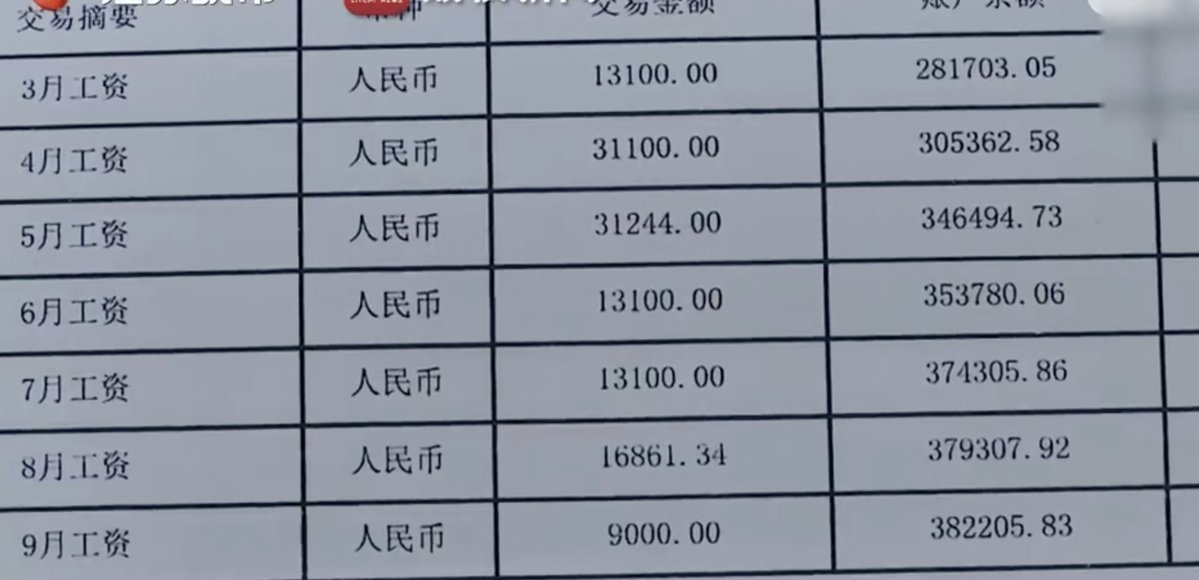 交易摘要 币种 交易金额 账户余额
3月工资 人民币 13100.00 281703.05
4月工资 人民币 31100.00 305362.58
5月工资 人民币 31244.00 346494.73
6月工资 人民币 13100.00 353780.06
7月工资 人民币 13100.00 374305.86
8月工资 人民币 16861.34 379307.92
9月工资 人民币 9000.00 382205.83